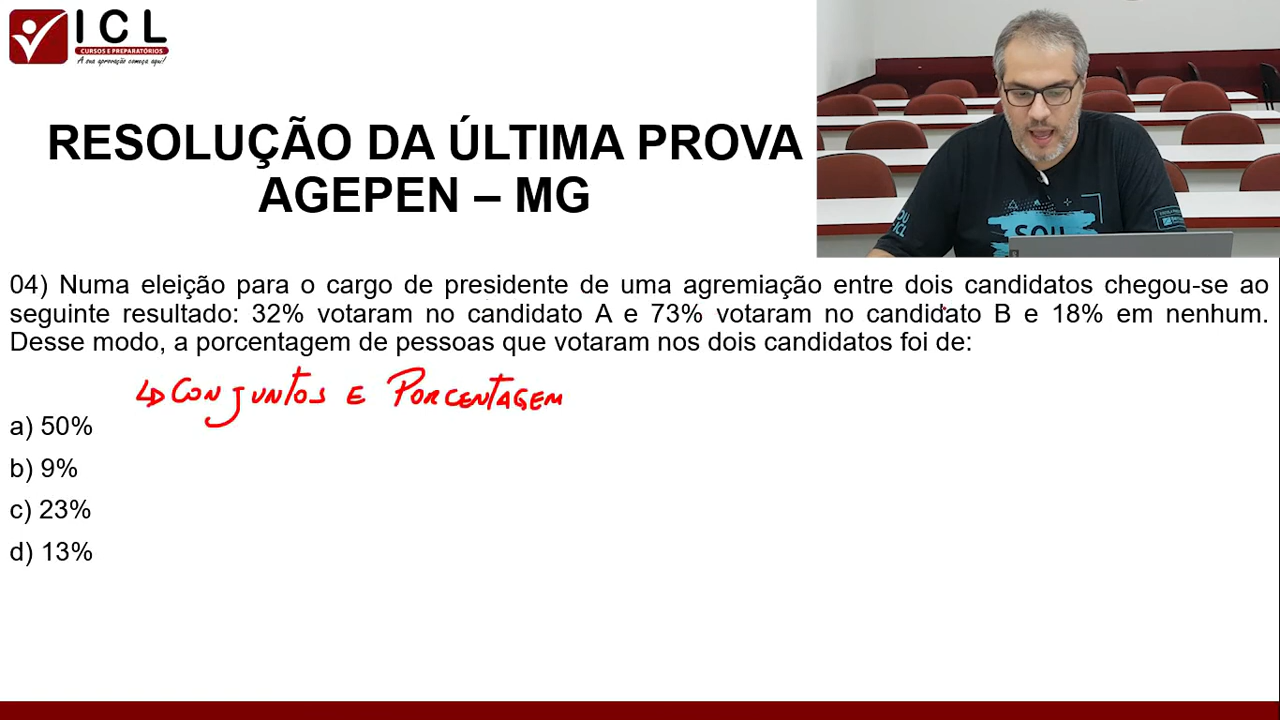 ICL
CURSOS E PREPARATÓRIOS
A sua aprovação começa aqui!
RESOLUÇÃO DA ÚLTIMA PROVA
AGEPEN – MG
SOU
ICL
SOU
04) Numa eleição para o cargo de presidente de uma agremiação entre dois candidatos chegou-se ao
seguinte resultado: 32% votaram no candidato A e 73% votaram no candidato B e 18% em nenhum.
Desse modo, a porcentagem de pessoas que votaram nos dois candidatos foi de:
CONJUNTOS E PORCENTAGEM
a) 50%
b) 9%
c) 23%
d) 13%